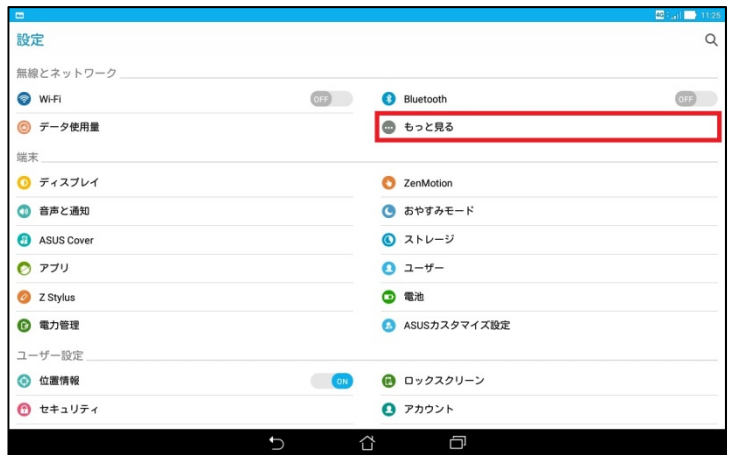 4G 11:25
設定
無線とネットワーク
Wi-Fi OFF Bluetooth OFF
データ使用量 もっと見る
端末
ディスプレイ ZenMotion
音声と通知 おやすみモード
ASUS Cover ストレージ
アプリ ユーザー
Z Stylus 電池
電力管理 ASUSカスタマイズ設定
ユーザー設定
位置情報 ON ロックスクリーン
セキュリティ アカウント